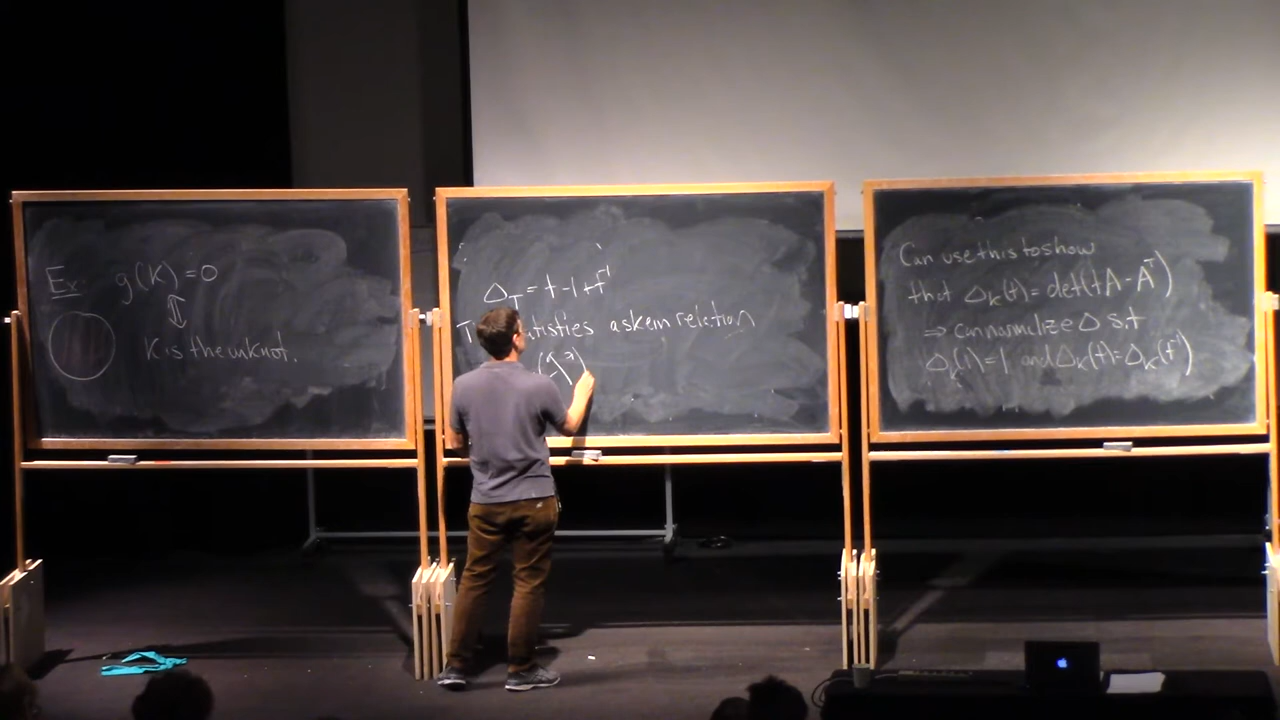 Ex: g(K)=0
⇕
K is the unknot.
Δ_T = t-1+t⁻¹
satisfies a skein relation
Can use this to show
that Δ_K(t) = det(tA - Aᵀ)
⇒ can normalize Δ s.t
Δ_K(1)=1 and Δ_K(t)=Δ_K(t⁻¹)